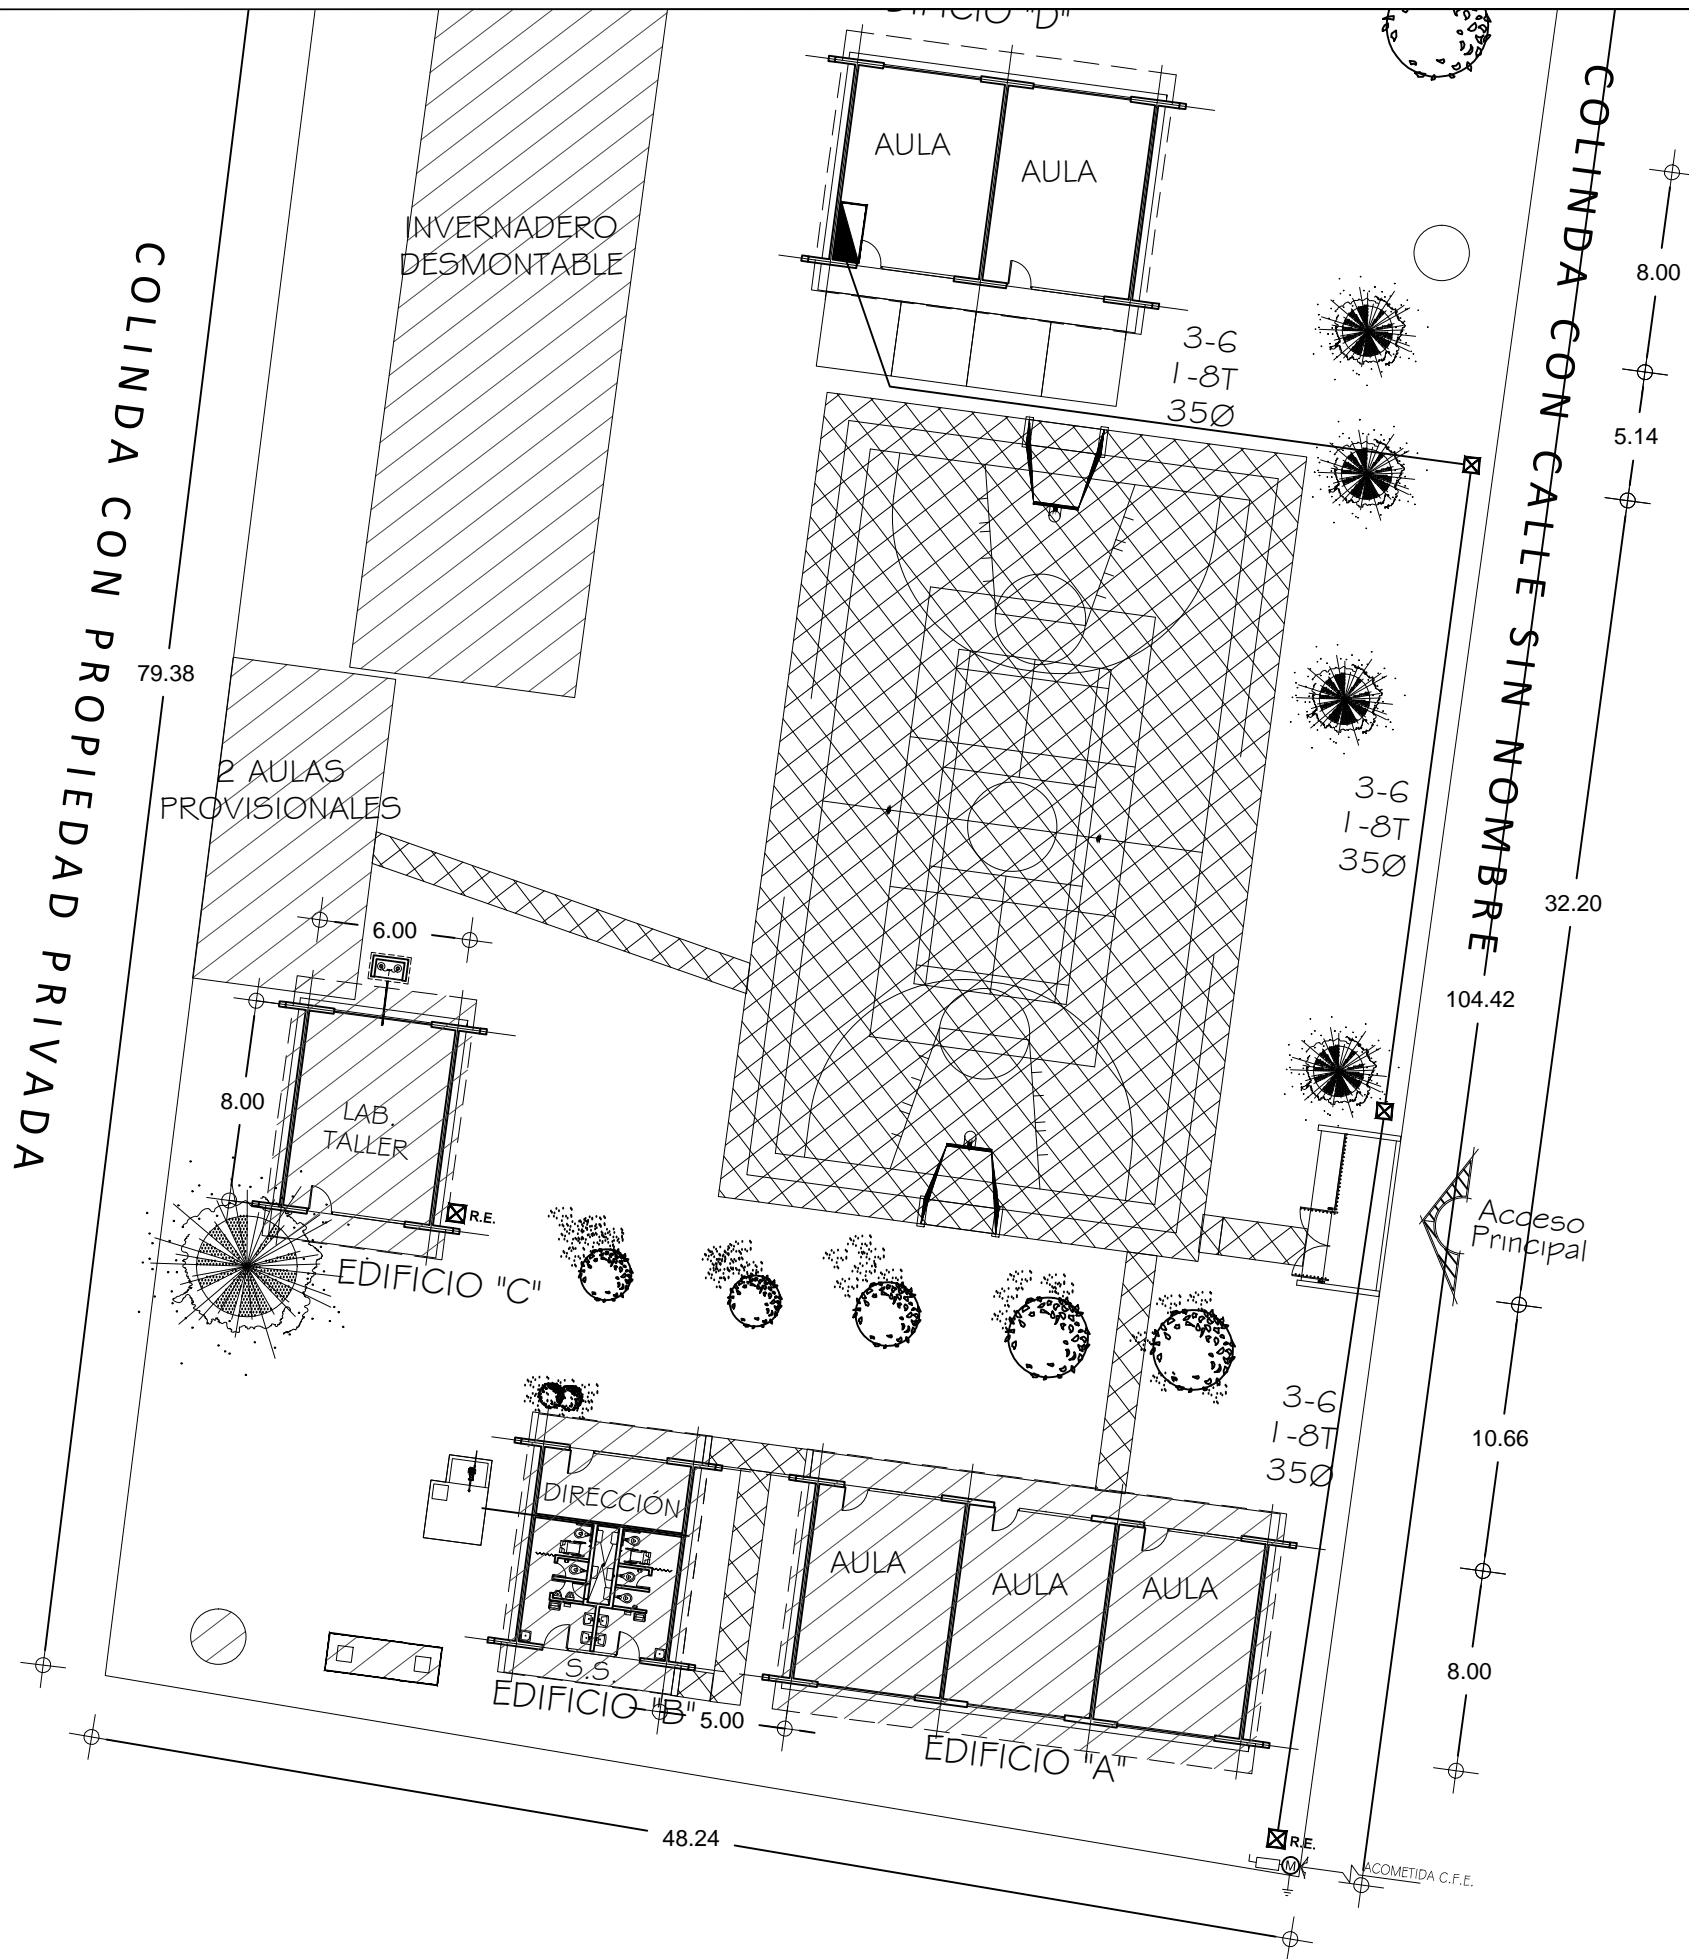 EDIFICIO "D"
AULA
AULA
INVERNADERO
DESMONTABLE
COLINDA CON PROPIEDAD PRIVADA
COLINDA CON CALLE SIN NOMBRE
8.00
3-6
1-8T
35Ø
5.14
79.38
2 AULAS
PROVISIONALES
3-6
1-8T
35Ø
32.20
6.00
104.42
8.00
LAB.
TALLER
R.E.
Acceso
Principal
EDIFICIO "C"
3-6
1-8T
35Ø
10.66
DIRECCIÓN
AULA
AULA
AULA
S.S.
EDIFICIO "B"
5.00
8.00
EDIFICIO "A"
48.24
R.E.
M
ACOMETIDA C.F.E.